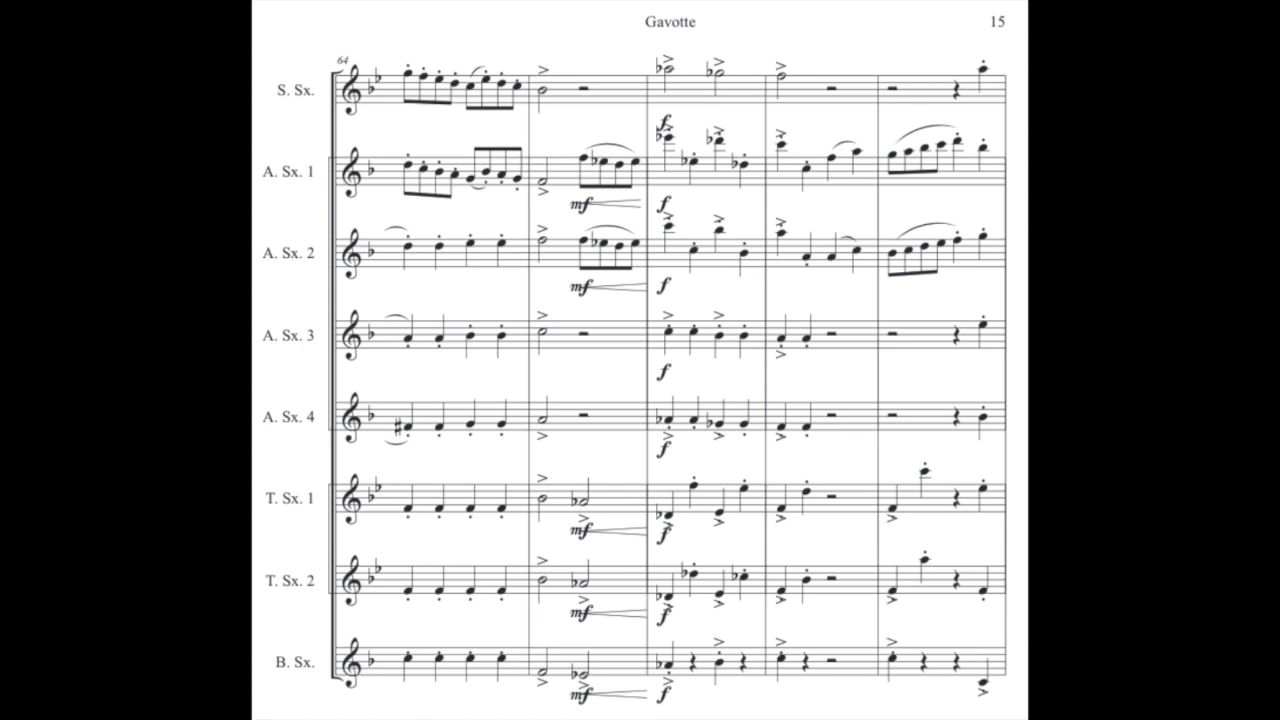 Gavotte 15
64
S. Sx.
f
A. Sx. 1
mf f
A. Sx. 2
mf f
A. Sx. 3
f
A. Sx. 4
f
T. Sx. 1
mf f
T. Sx. 2
mf f
B. Sx.
mf f